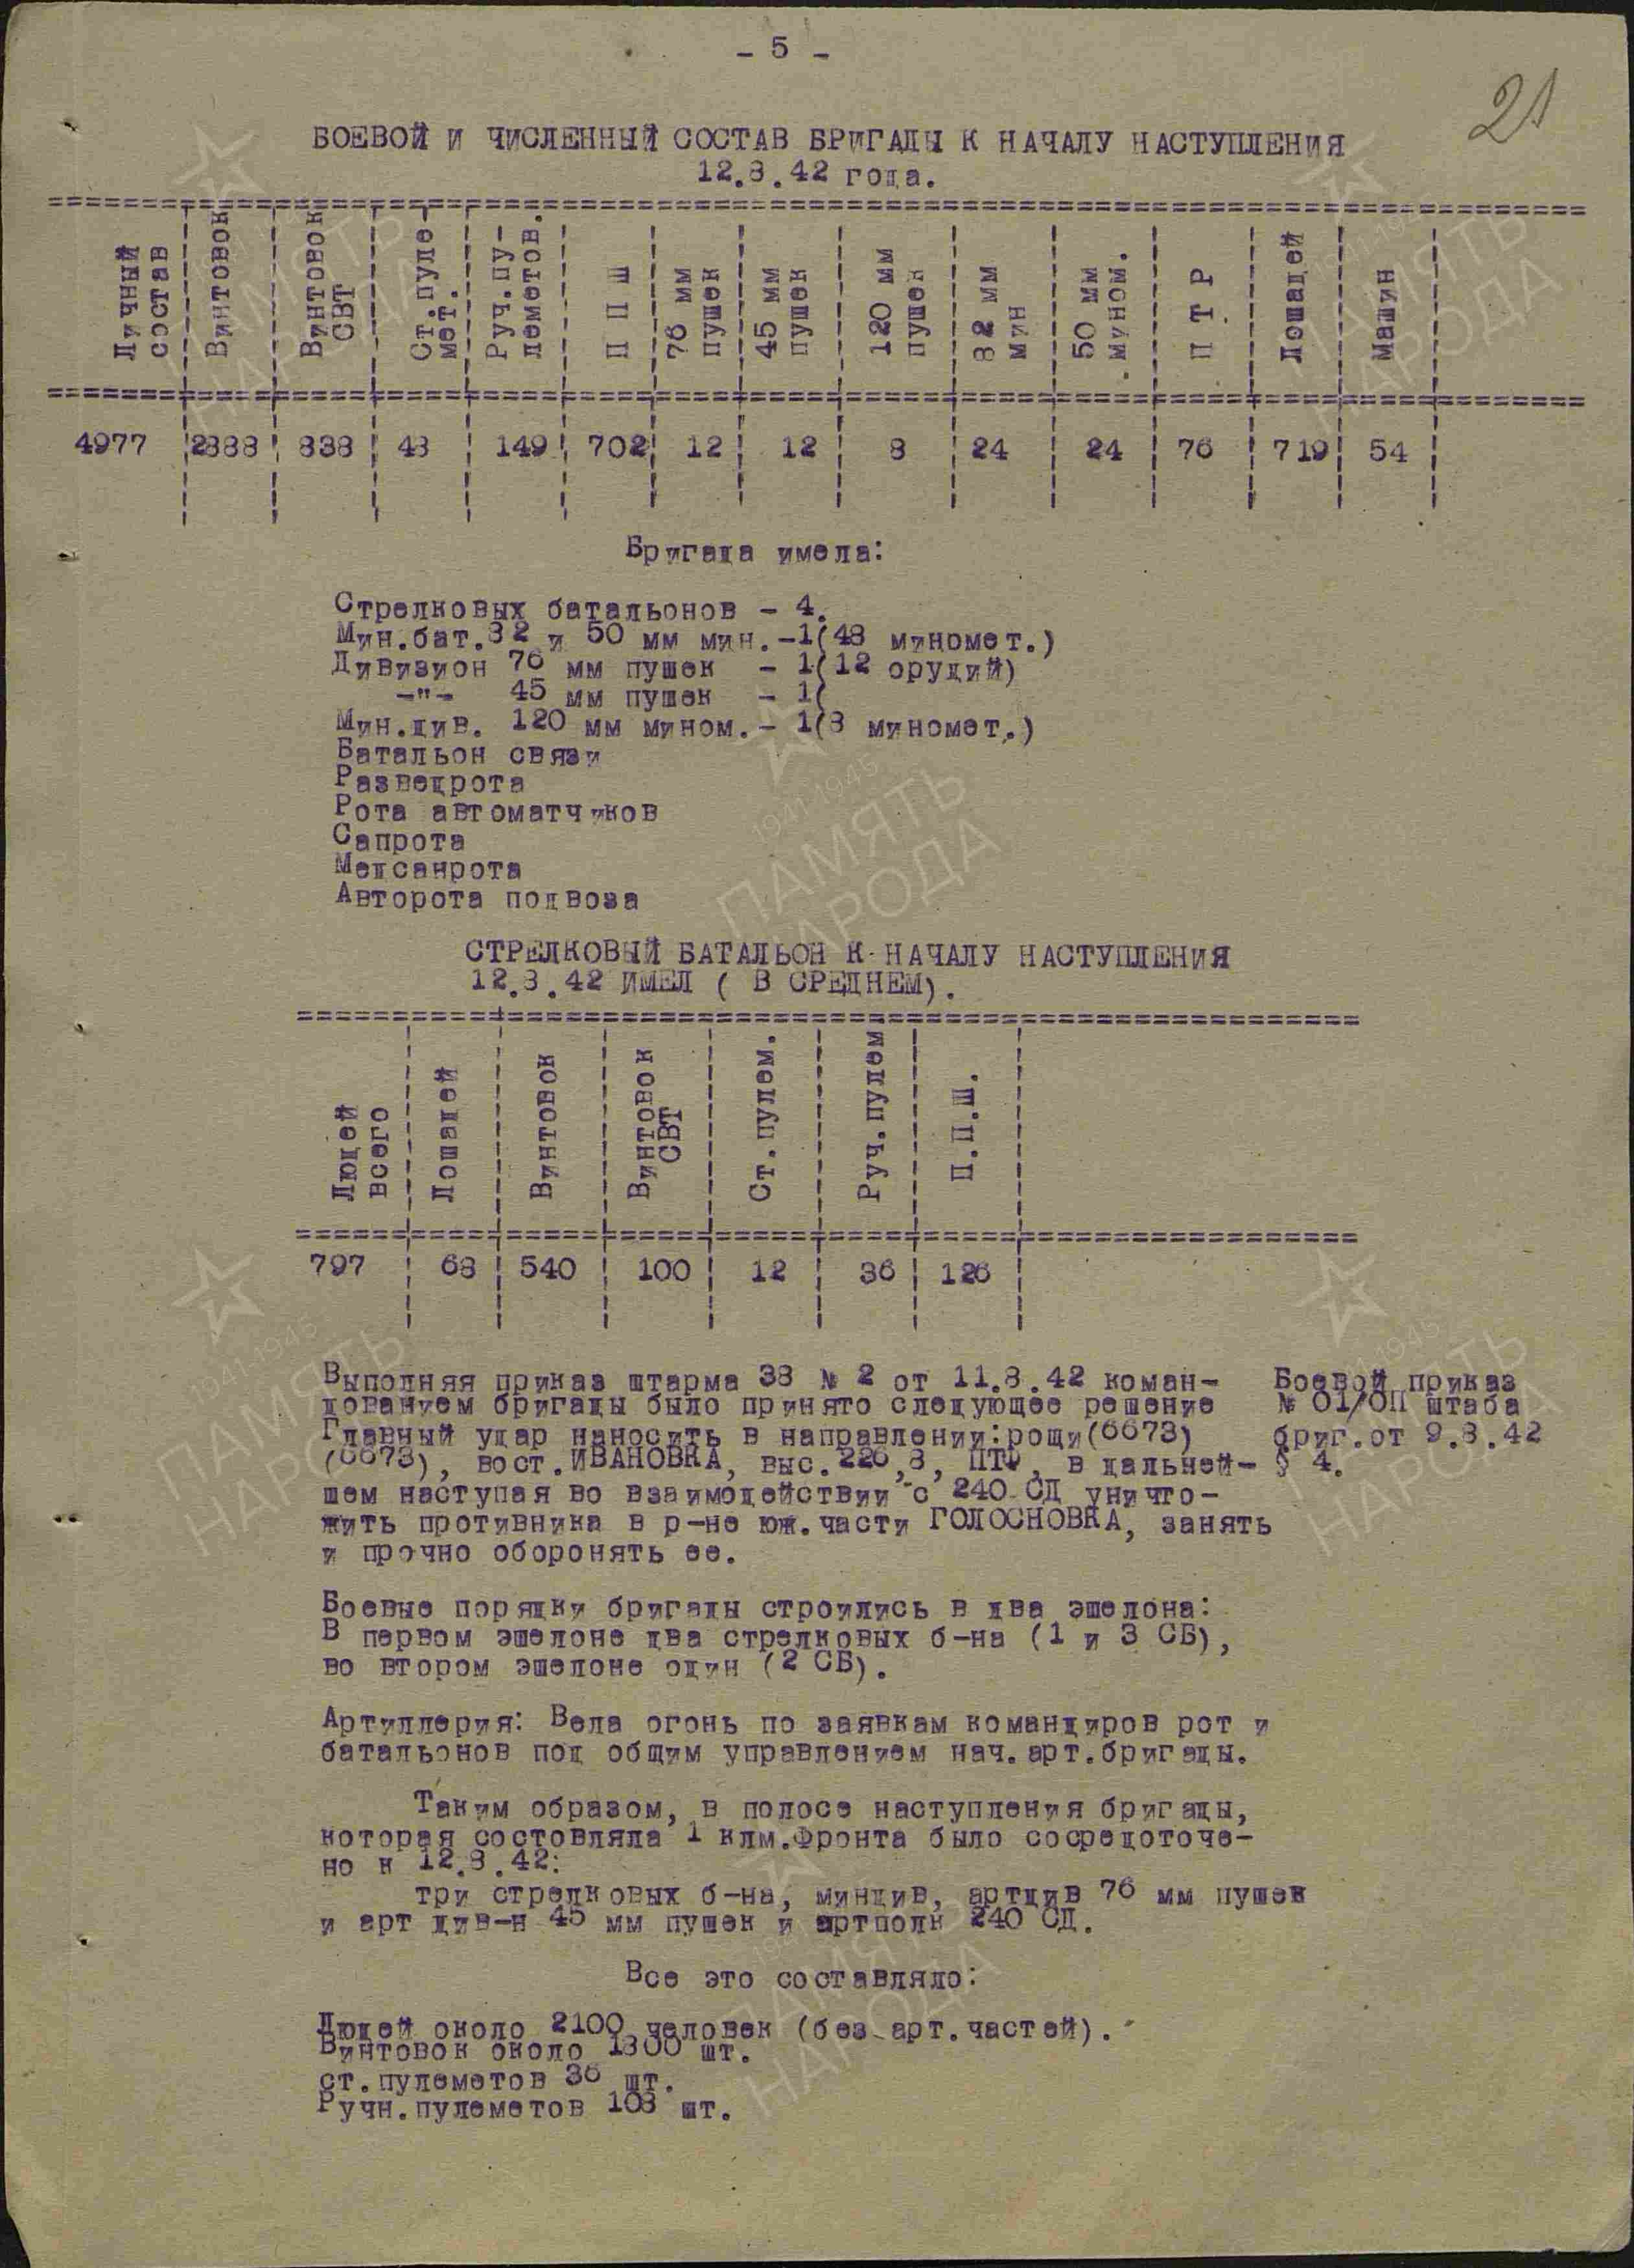 - 5 -
21
БОЕВОЙ И ЧИСЛЕННЫЙ СОСТАВ БРИГАДЫ К НАЧАЛУ НАСТУПЛЕНИЯ
12.8.42 года.
Личный состав | Винтовок | Винтовок СВТ | Ст.пуле-мет. | Руч.пу-леметов. | П П Ш | 76 мм пушек | 45 мм пушек | 120 мм пушек | 82 мм мин | 50 мм мином. | П Т Р | Лошадей | Машин
4977 | 2888 | 838 | 48 | 149 | 702 | 12 | 12 | 8 | 24 | 24 | 76 | 719 | 54
Бригада имела:
Стрелковых батальонов - 4.
Мин.бат.82 и 50 мм мин.-1(48 миномет.)
Дивизион 76 мм пушек - 1(12 орудий)
-"- 45 мм пушек - 1(
Мин.див. 120 мм мином.- 1(8 миномет.)
Батальон связи
Разведрота
Рота автоматчиков
Сапрота
Медсанрота
Авторота подвоза
СТРЕЛКОВЫЙ БАТАЛЬОН К НАЧАЛУ НАСТУПЛЕНИЯ
12.8.42 ИМЕЛ ( В СРЕДНЕМ).
Людей всего | Лошадей | Винтовок | Винтовок СВТ | Ст.пулем. | Руч.пулем | П.П.Ш.
797 | 68 | 540 | 100 | 12 | 36 | 126
Выполняя приказ штарма 38 № 2 от 11.8.42 коман-
дованием бригады было принято следующее решение
Главный удар наносить в направлении:рощи(6673)
(6673), вост.ИВАНОВКА, выс.226,8, ПТФ, в дальней-
шем наступая во взаимодействии с 240 СД уничто-
жить противника в р-не юж.части ГОЛОСНОВКА, занять
и прочно оборонять ее.
Боевой приказ
№ 01/ОП штаба
бриг.от 9.8.42
§ 4.
Боевые порядки бригады строились в два эшелона:
В первом эшелоне два стрелковых б-на (1 и 3 СБ),
во втором эшелоне один (2 СБ).
Артиллерия: Вела огонь по заявкам командиров рот и
батальонов под общим управлением нач.арт.бригады.
Таким образом, в полосе наступления бригады,
которая состовляла 1 клм.Фронта было сосредоточе-
но к 12.8.42:
три стрелковых б-на, миндив, артдив 76 мм пушек
и арт див-н 45 мм пушек и артполк 240 СД.
Все это составляло:
Людей около 2100 человек (без арт.частей).
Винтовок около 1800 шт.
ст.пулеметов 36 шт.
Ручн.пулеметов 108 шт.
1941-1945
ПАМЯТЬ
НАРОДА